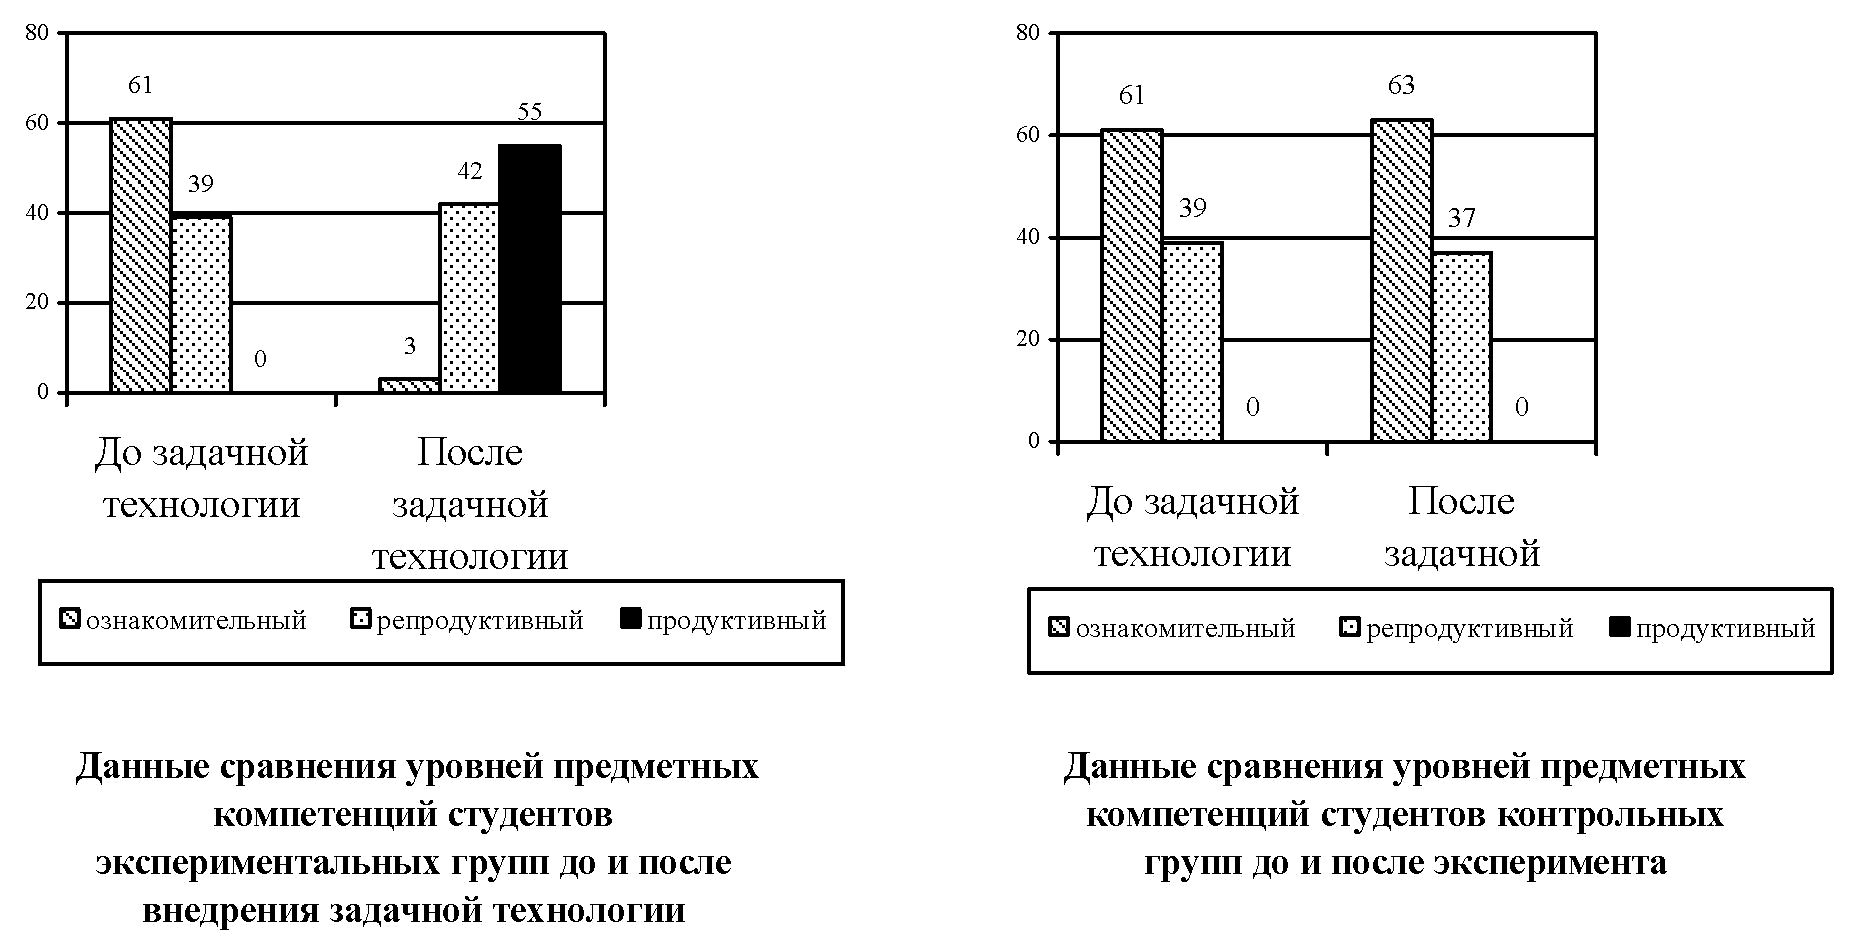 80
60
40
20
0
61
39
0
3
42
55
До задачной
технологии
После
задачной
технологии
ознакомительный
репродуктивный
продуктивный
Данные сравнения уровней предметных
компетенций студентов
экспериментальных групп до и после
внедрения задачной технологии
80
60
40
20
0
61
39
0
63
37
0
До задачной
технологии
После
задачной
ознакомительный
репродуктивный
продуктивный
Данные сравнения уровней предметных
компетенций студентов контрольных
групп до и после эксперимента